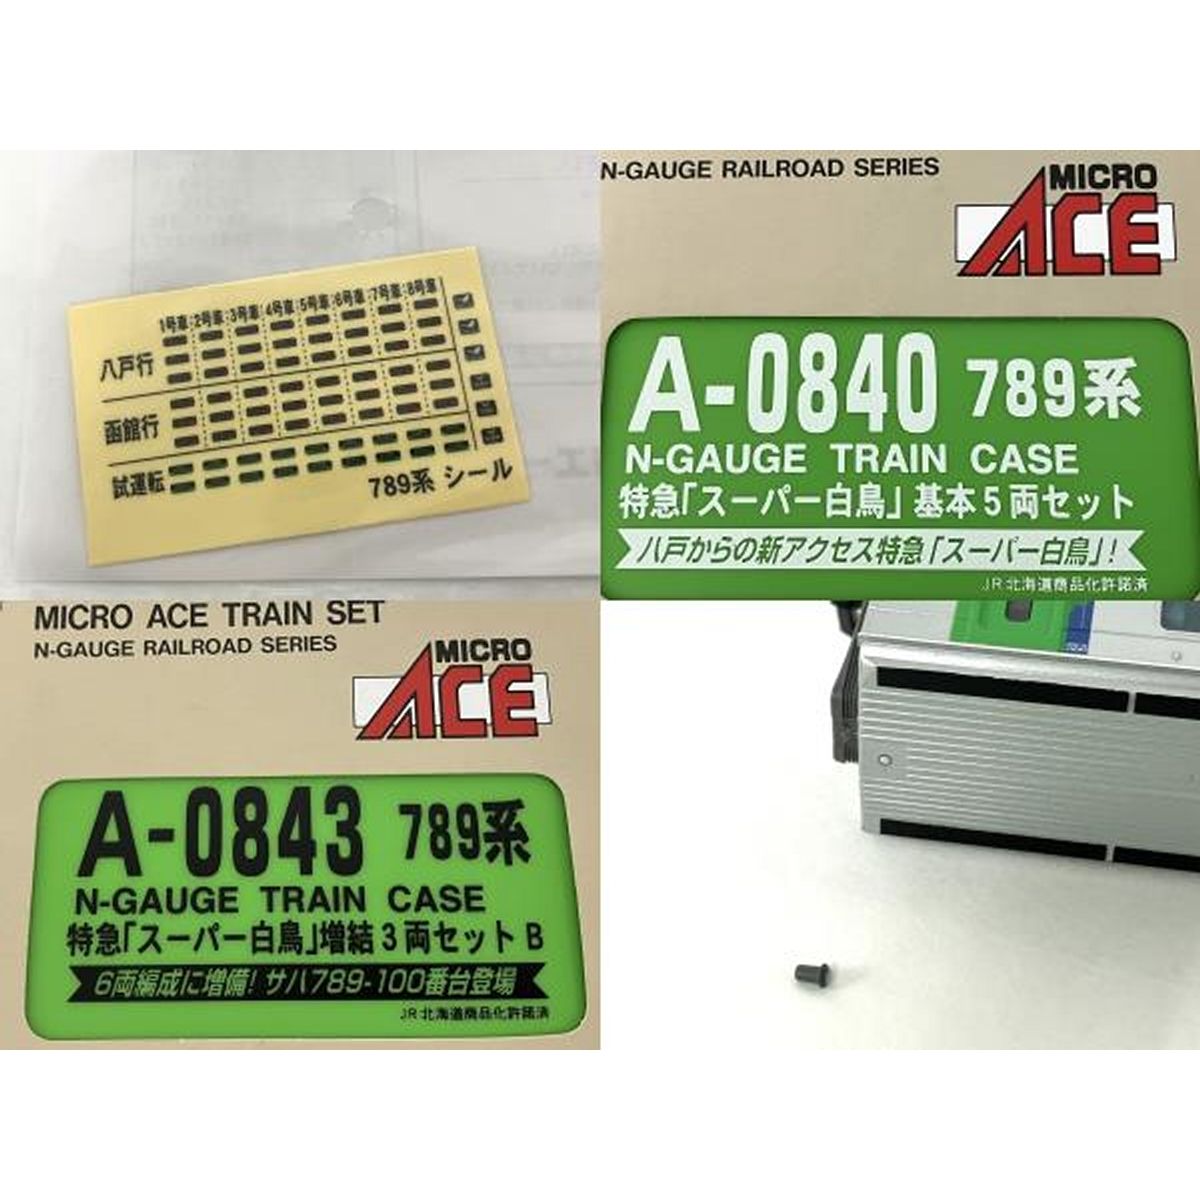 1号車 2号車 3号車 4号車 5号車 6号車 7号車 8号車
八戸行
函館行
試運転
789系 シール
N-GAUGE RAILROAD SERIES
MICRO
ACE
A-0840 789系
N-GAUGE TRAIN CASE
特急｢スーパー白鳥｣ 基本5両セット
八戸からの新アクセス特急｢スーパー白鳥｣!
JR北海道商品化許諾済
MICRO ACE TRAIN SET
N-GAUGE RAILROAD SERIES
MICRO
ACE
A-0843 789系
N-GAUGE TRAIN CASE
特急｢スーパー白鳥｣増結3両セットB
6両編成に増備! サハ789-100番台登場
JR北海道商品化許諾済